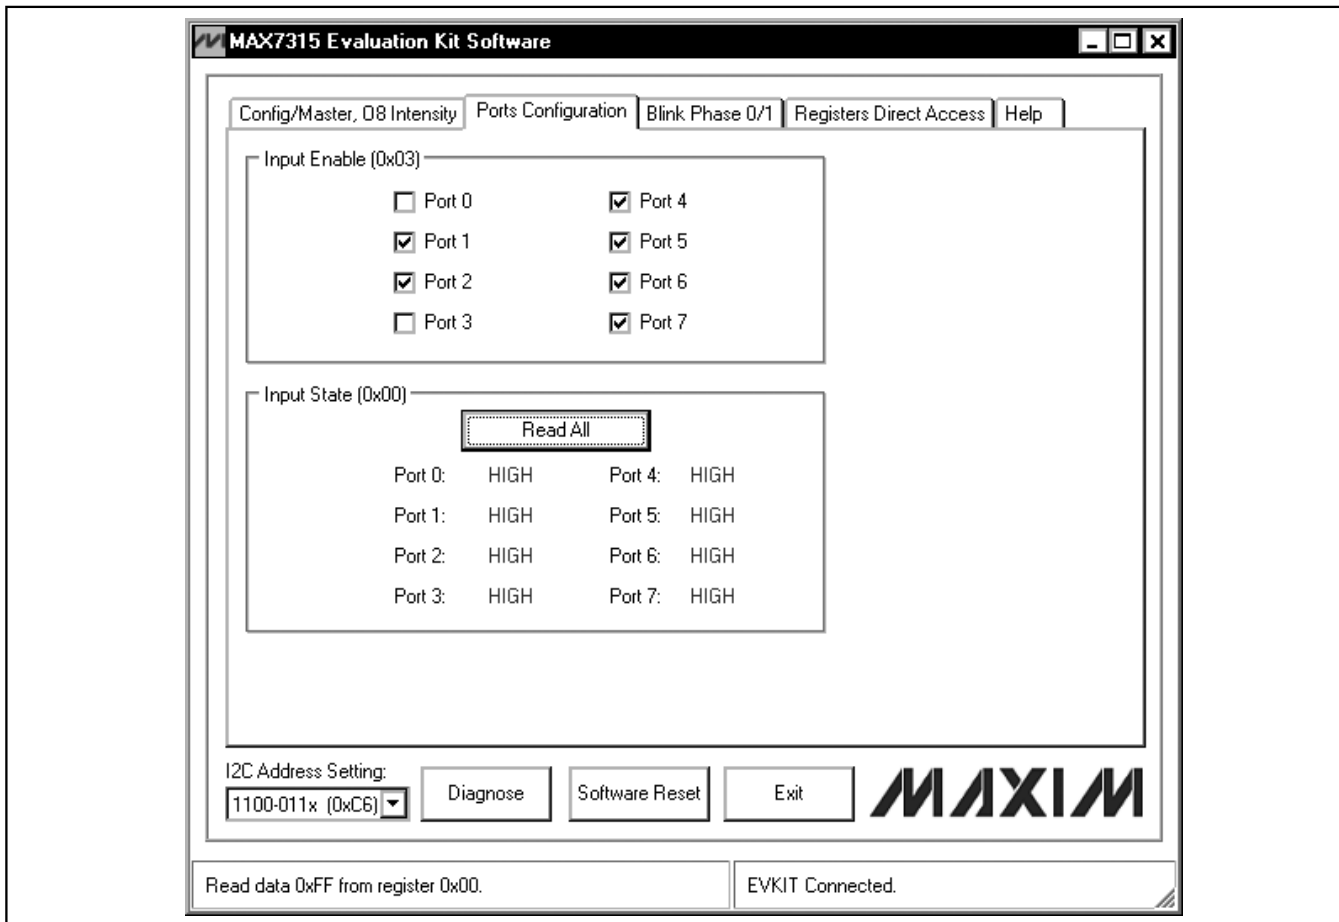 MAX7315 Evaluation Kit Software
Config/Master, O8 Intensity Ports Configuration Blink Phase 0/1 Registers Direct Access Help
Input Enable (0x03)
Port 0 Port 4
Port 1 Port 5
Port 2 Port 6
Port 3 Port 7
Input State (0x00)
Read All
Port 0: HIGH Port 4: HIGH
Port 1: HIGH Port 5: HIGH
Port 2: HIGH Port 6: HIGH
Port 3: HIGH Port 7: HIGH
I2C Address Setting:
1100-011x (0xC6) Diagnose Software Reset Exit MAXIM
Read data 0xFF from register 0x00. EVKIT Connected.